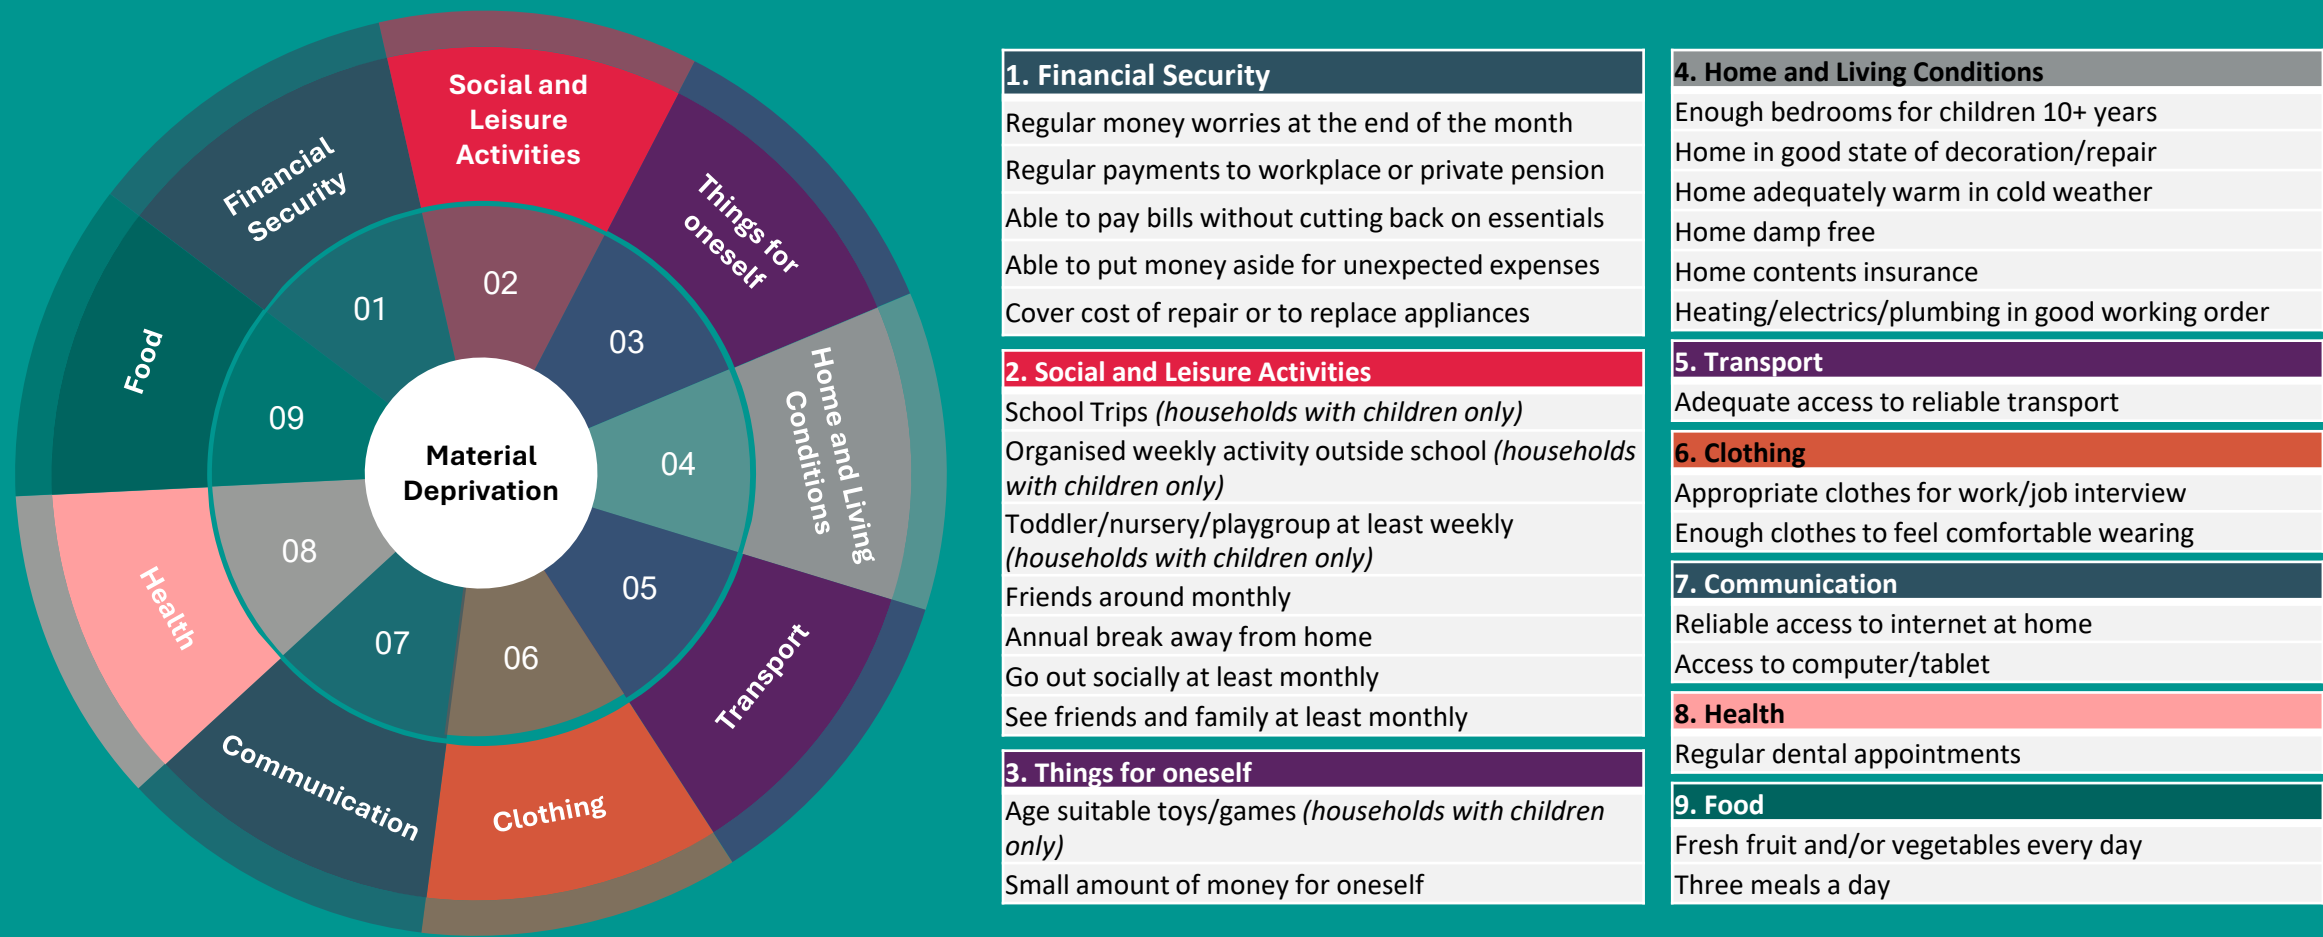 Social and
Leisure
Activities
Things for
oneself
Home and Living
Conditions
Transport
Clothing
Communication
Health
Food
Financial
Security
01
02
03
04
05
06
07
08
09
Material
Deprivation
1. Financial Security
Regular money worries at the end of the month
Regular payments to workplace or private pension
Able to pay bills without cutting back on essentials
Able to put money aside for unexpected expenses
Cover cost of repair or to replace appliances
2. Social and Leisure Activities
School Trips (households with children only)
Organised weekly activity outside school (households
with children only)
Toddler/nursery/playgroup at least weekly
(households with children only)
Friends around monthly
Annual break away from home
Go out socially at least monthly
See friends and family at least monthly
3. Things for oneself
Age suitable toys/games (households with children
only)
Small amount of money for oneself
4. Home and Living Conditions
Enough bedrooms for children 10+ years
Home in good state of decoration/repair
Home adequately warm in cold weather
Home damp free
Home contents insurance
Heating/electrics/plumbing in good working order
5. Transport
Adequate access to reliable transport
6. Clothing
Appropriate clothes for work/job interview
Enough clothes to feel comfortable wearing
7. Communication
Reliable access to internet at home
Access to computer/tablet
8. Health
Regular dental appointments
9. Food
Fresh fruit and/or vegetables every day
Three meals a day